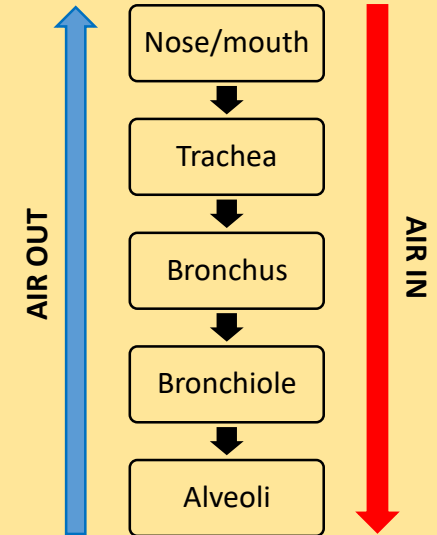 Nose/mouth
Trachea
Bronchus
Bronchiole
Alveoli
AIR OUT
AIR IN